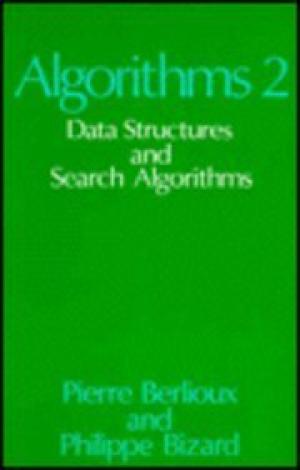 Algorithms 2
Data Structures
and
Search Algorithms
Pierre Berlioux
and
Philippe Bizard